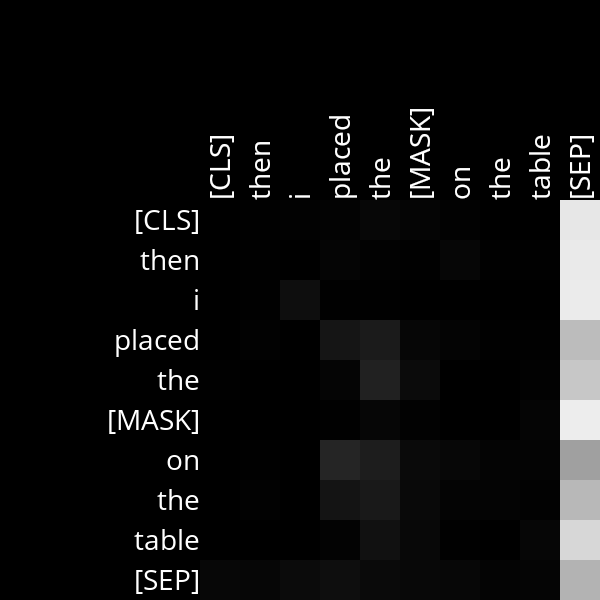 [CLS] then i placed the [MASK] on the table [SEP]
[CLS]
then
i
placed
the
[MASK]
on
the
table
[SEP]